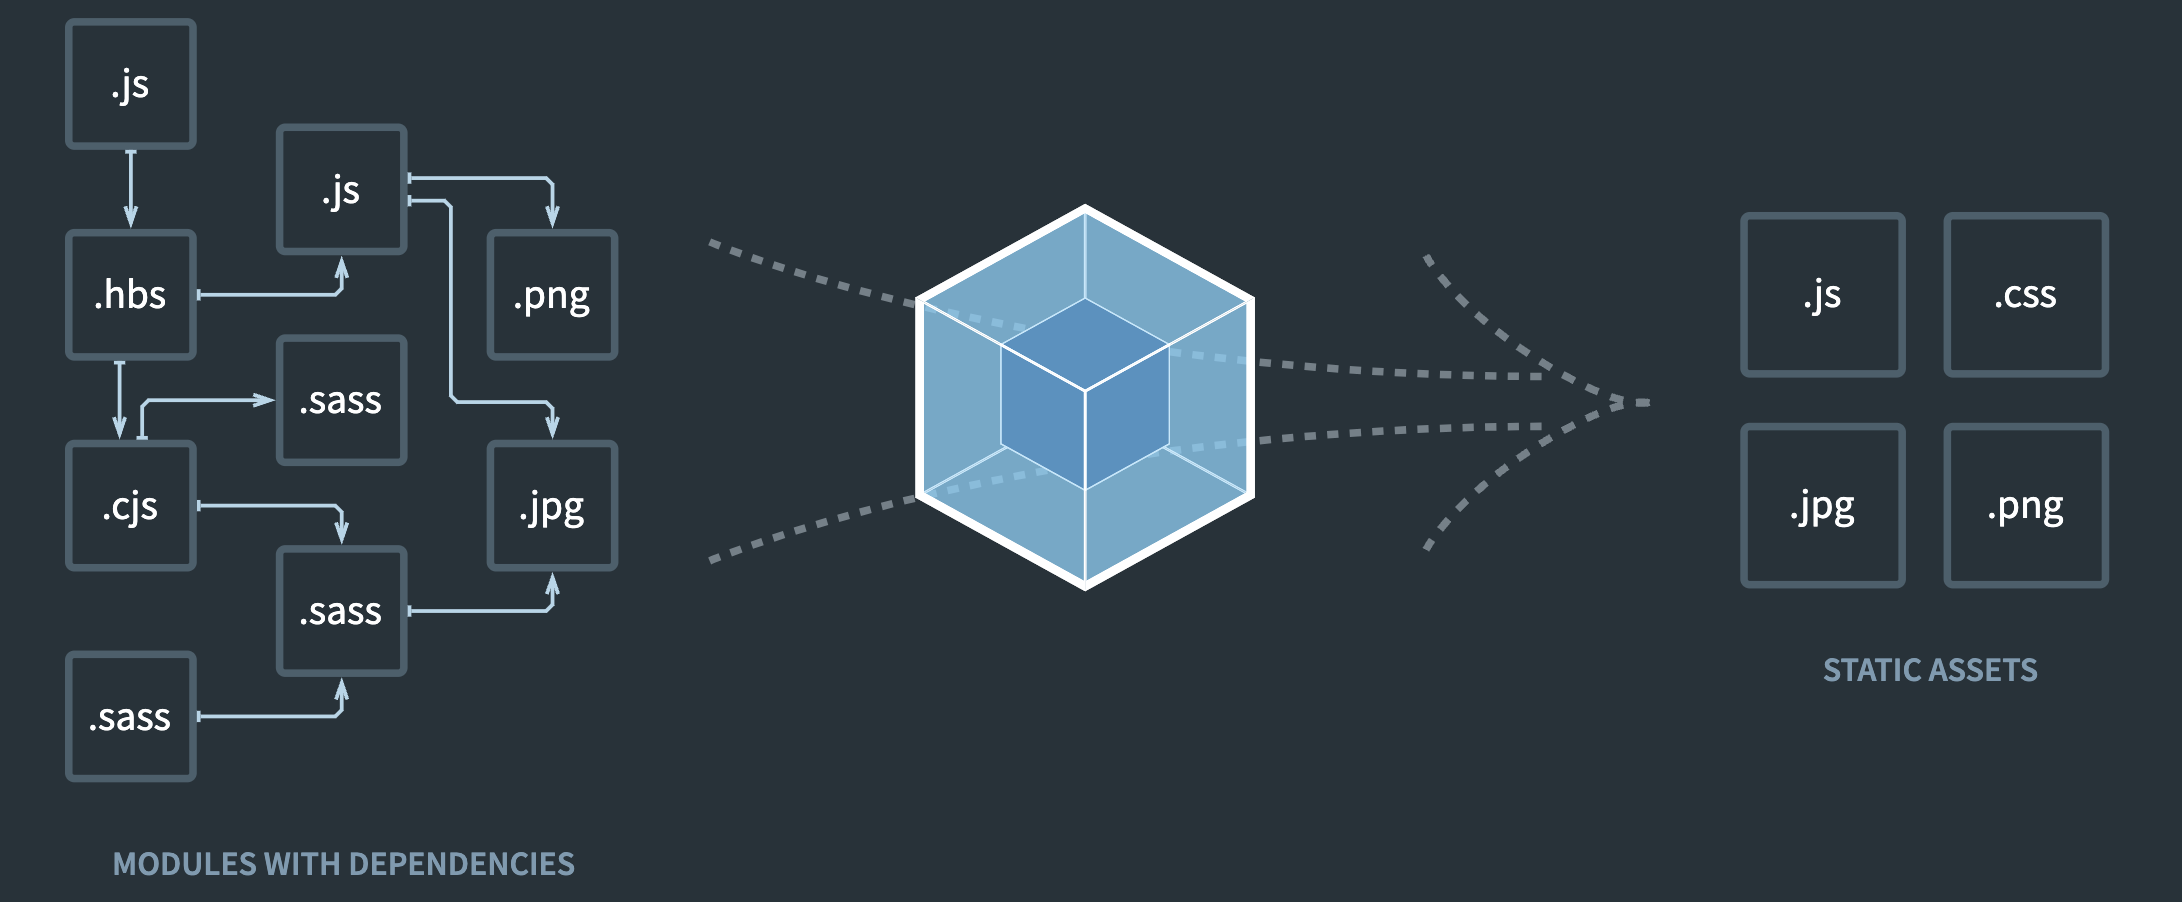 .js
.js
.hbs
.png
.sass
.cjs
.jpg
.sass
.sass
MODULES WITH DEPENDENCIES
.js
.css
.jpg
.png
STATIC ASSETS